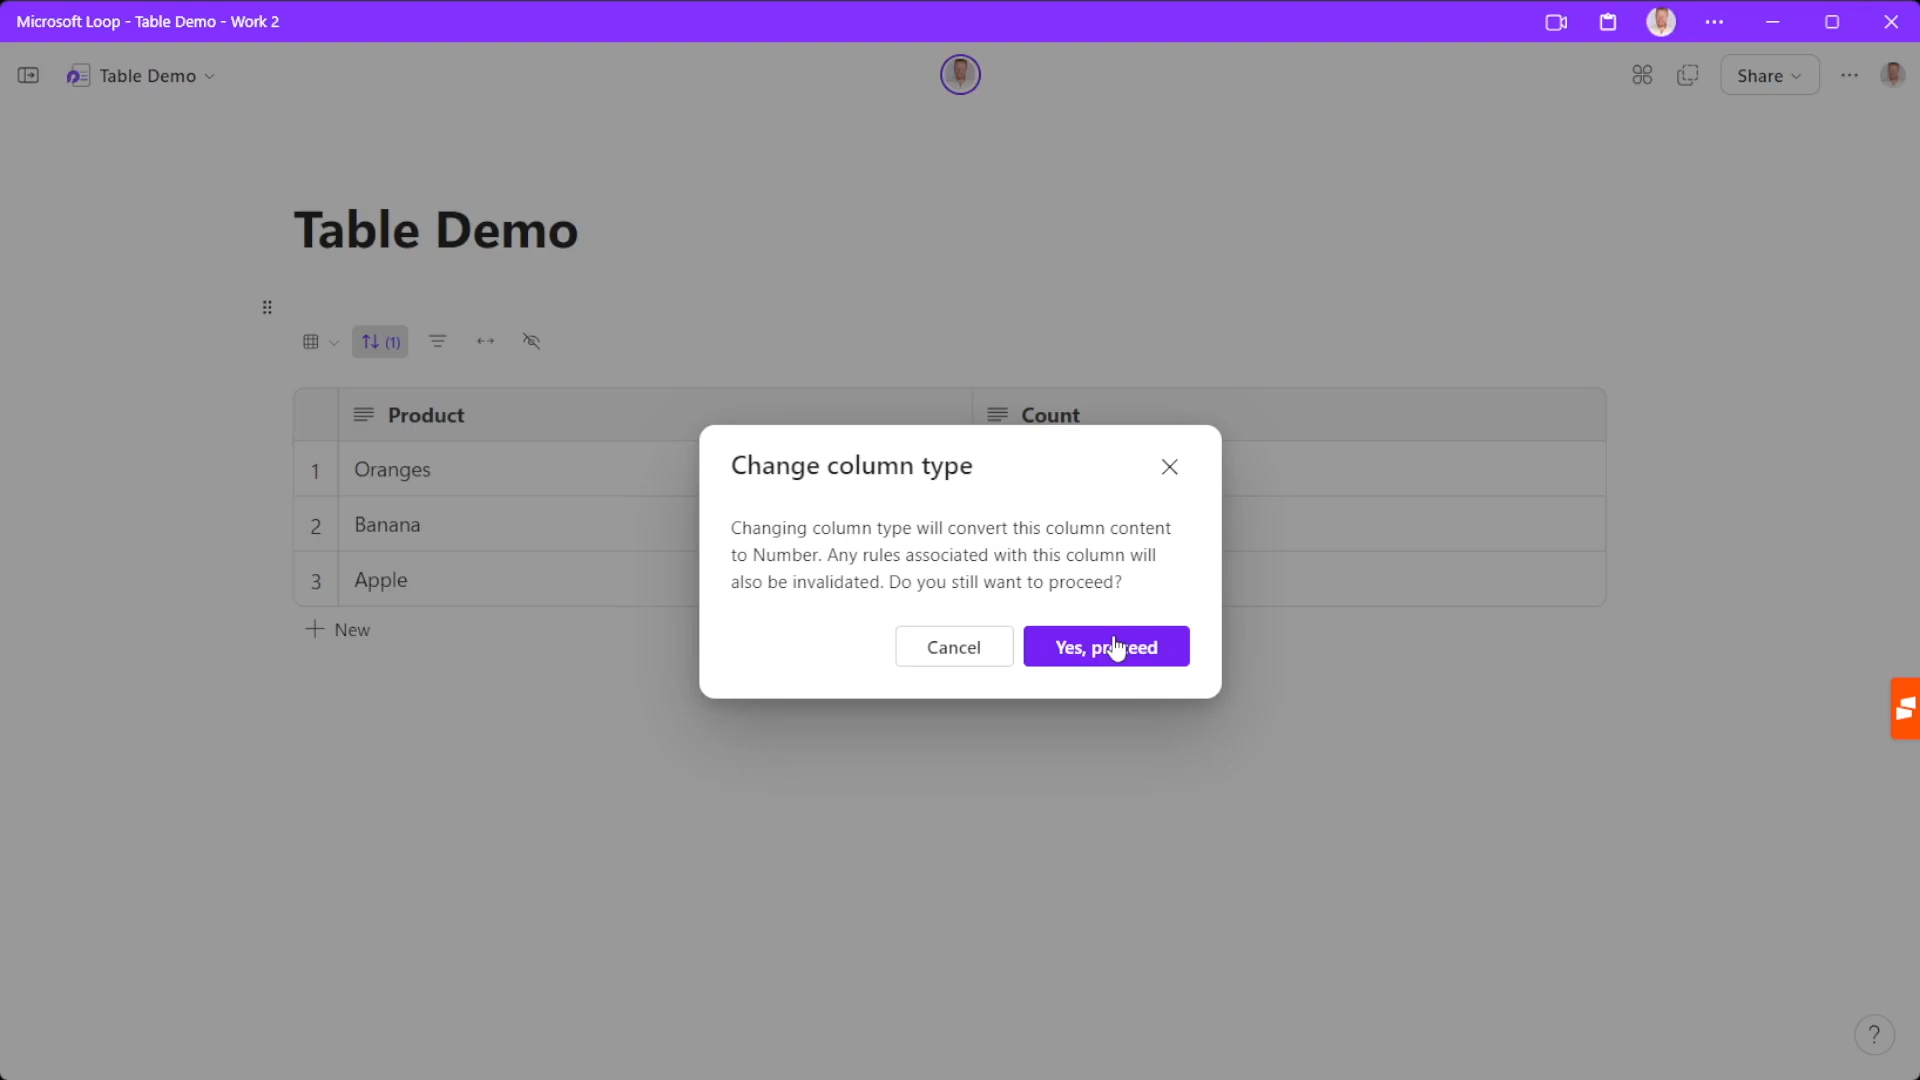 Microsoft Loop - Table Demo - Work 2
Table Demo
Share
Table Demo
(1)
Product
Count
1
Oranges
2
Banana
3
Apple
New
Change column type
Changing column type will convert this column content
to Number. Any rules associated with this column will
also be invalidated. Do you still want to proceed?
Cancel
Yes, proceed
?